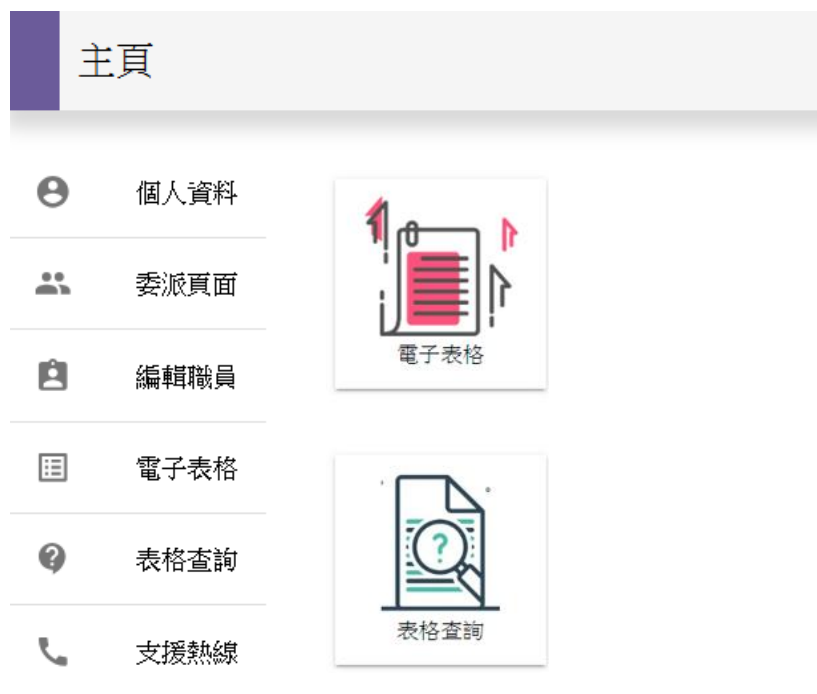 主頁
個人資料
委派頁面
編輯職員
電子表格
表格查詢
支援熱線
電子表格
?
表格查詢